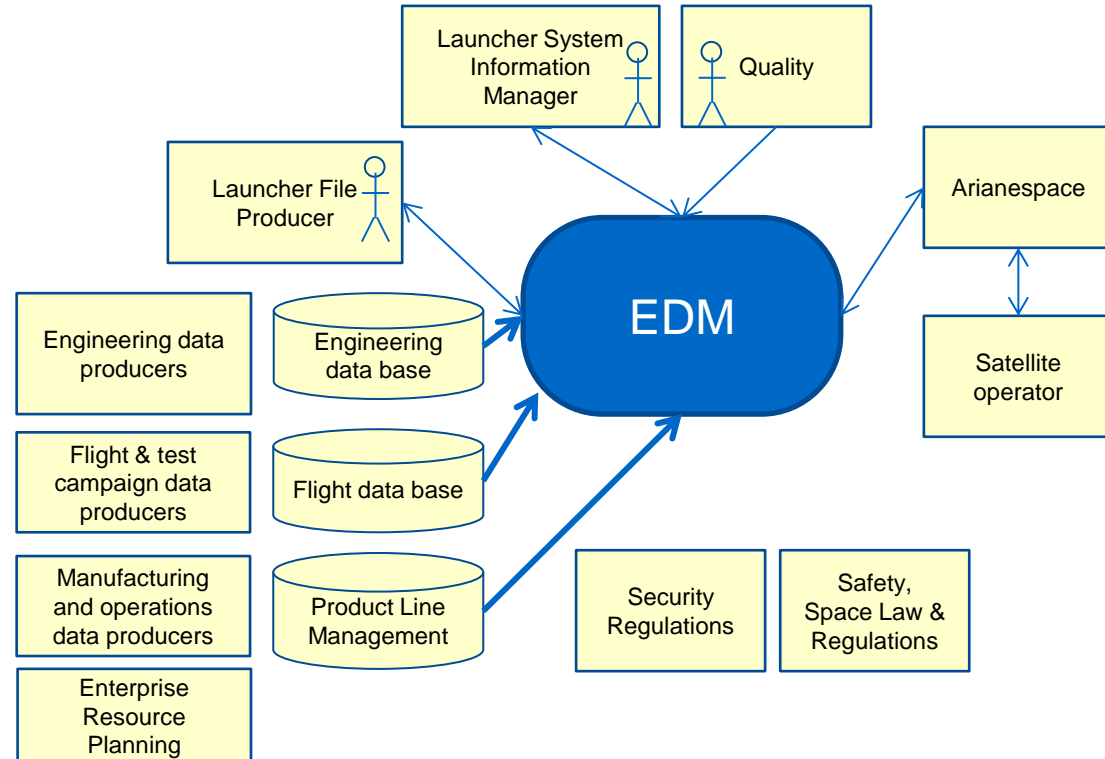 Launcher System
Information
Manager
Quality
Launcher File
Producer
Arianespace
EDM
Engineering data
producers
Engineering
data base
Satellite
operator
Flight & test
campaign data
producers
Flight data base
Manufacturing
and operations
data producers
Product Line
Management
Security
Regulations
Safety,
Space Law &
Regulations
Enterprise
Resource
Planning